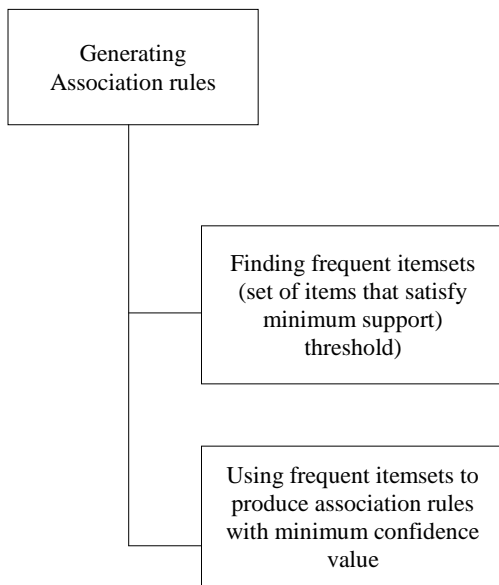 Generating
Association rules
Finding frequent itemsets
(set of items that satisfy
minimum support)
threshold)
Using frequent itemsets to
produce association rules
with minimum confidence
value